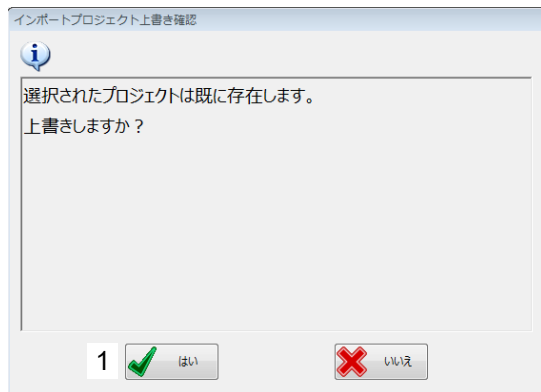 インポートプロジェクト上書き確認
選択されたプロジェクトは既に存在します。
上書きしますか？
1 はい いいえ